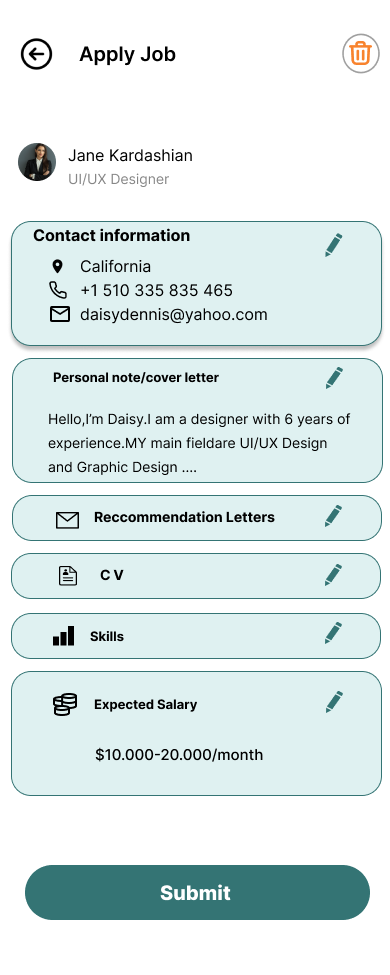 Apply Job
Jane Kardashian
UI/UX Designer
Contact information
California
+1 510 335 835 465
daisydennis@yahoo.com
Personal note/cover letter
Hello,I'm Daisy.I am a designer with 6 years of
experience.MY main fieldare UI/UX Design
and Graphic Design ....
Reccommendation Letters
C V
Skills
Expected Salary
$10.000-20.000/month
Submit